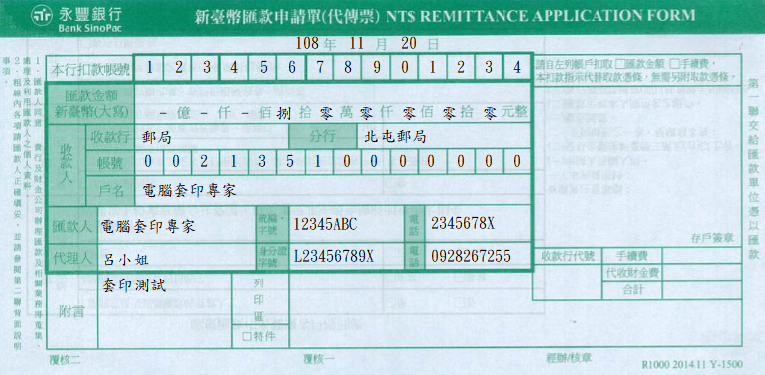 永豐銀行
Bank SinoPac
新臺幣匯款申請單(代傳票) NT$ REMITTANCE APPLICATION FORM
108 年 11 月 20 日
本行扣款帳號 1 2 3 4 5 6 7 8 9 0 1 2 3 4
請自左列帳戶扣取 □匯款金額 □手續費,
本扣款指示代替取款憑條,無需另附取款憑條。
匯款金額
新臺幣(大寫) -億-仟-佰捌拾零萬零仟零佰零拾零元整
收款人
收款行 郵局 分行 北屯郵局
帳號 0 0 2 1 3 5 1 0 0 0 0 0 0 0
戶名 電腦套印專家
匯款人 電腦套印專家 統編・字號 12345ABC 電話 2345678X
代理人 呂小姐 身分證字號 L23456789X 電話 0928267255
存戶簽章
收款行代號 手續費
代收財金費
合計
附言 套印測試
列印區
□特件
覆核二 覆核一 經辦/核章
R1000 2014.11 Y-1500
第一聯交給匯款單位憑以匯款